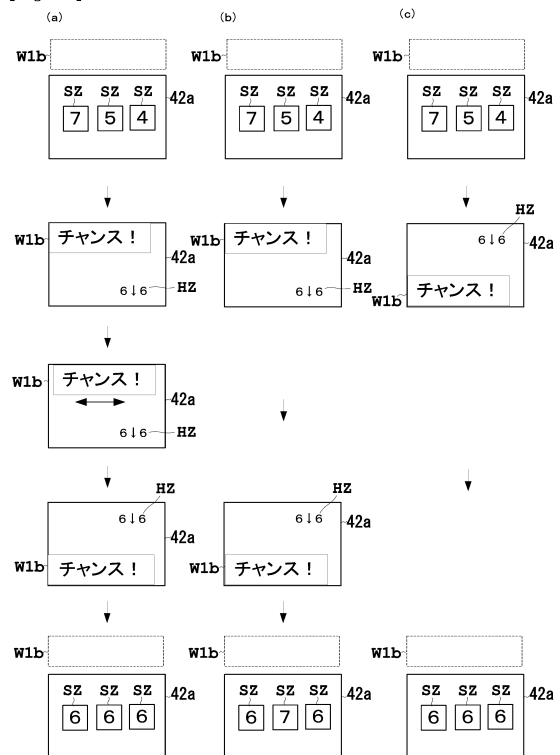 (a) (b) (c)
W1b W1b W1b
SZ SZ SZ 42a SZ SZ SZ 42a SZ SZ SZ 42a
7 5 4 7 5 4 7 5 4
HZ
W1b チャンス！ W1b チャンス！ 6↓6 42a
42a 42a
6↓6 HZ 6↓6 HZ W1b チャンス！
W1b チャンス！
42a
6↓6 HZ
HZ HZ
6↓6 6↓6 42a
42a
W1b チャンス！ W1b チャンス！
W1b W1b W1b
SZ SZ SZ 42a SZ SZ SZ 42a SZ SZ SZ 42a
6 6 6 6 7 6 6 6 6